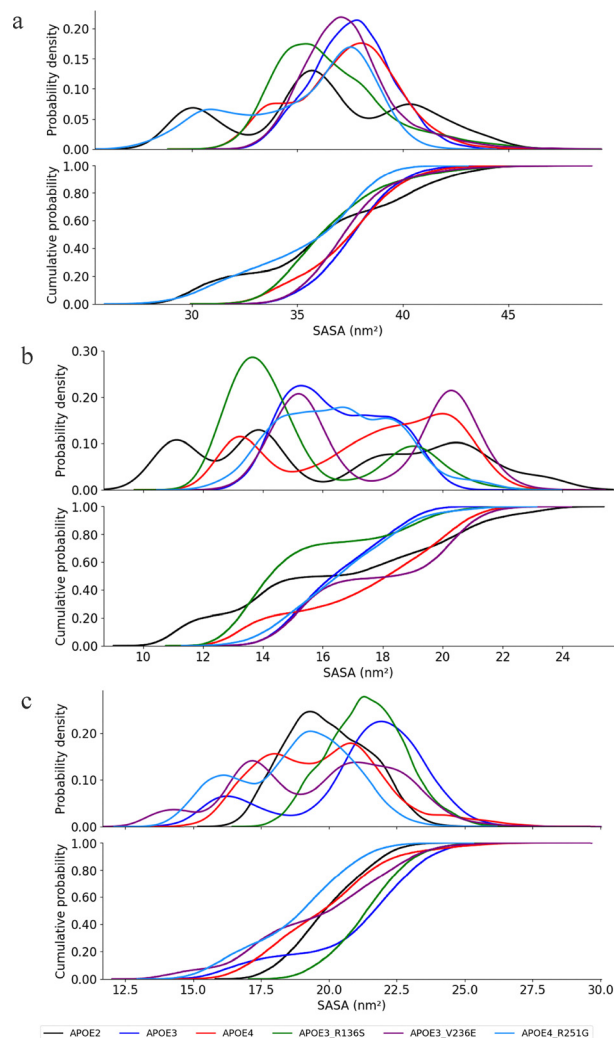 a
0.20
0.15
0.10
0.05
0.00
Probability density
1.00
0.80
0.60
0.40
0.20
0.00
Cumulative probability
30 35 40 45
SASA (nm²)
b
0.30
0.20
0.10
0.00
Probability density
1.00
0.80
0.60
0.40
0.20
0.00
Cumulative probability
10 12 14 16 18 20 22 24
SASA (nm²)
c
0.20
0.10
0.00
Probability density
1.00
0.80
0.60
0.40
0.20
0.00
Cumulative probability
12.5 15.0 17.5 20.0 22.5 25.0 27.5 30.0
SASA (nm²)
APOE2 APOE3 APOE4 APOE3_R136S APOE3_V236E APOE4_R251G